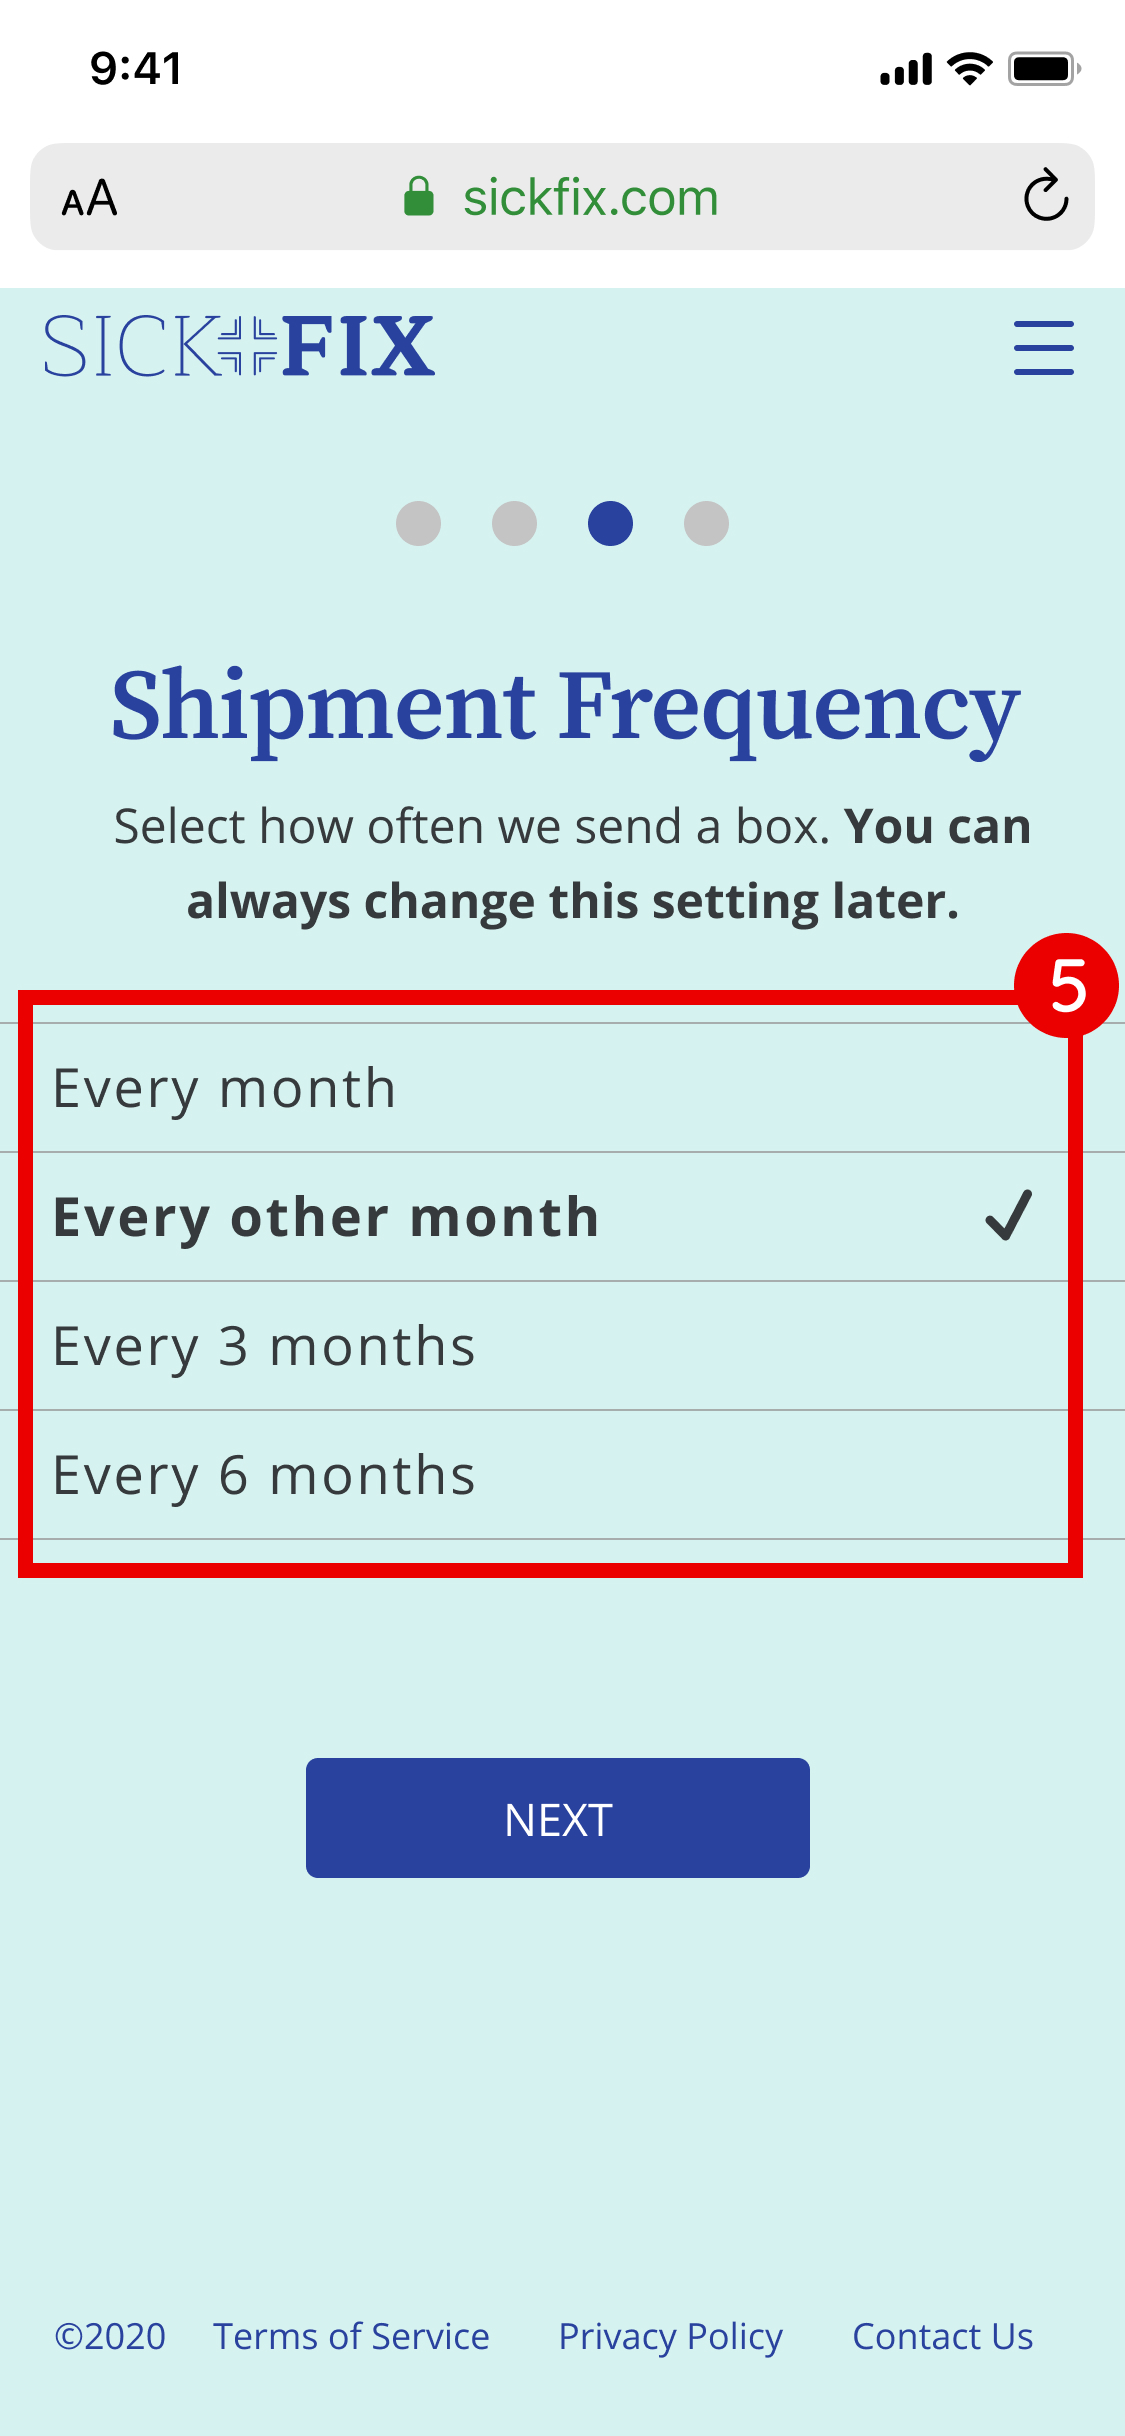 9:41
AA
sickfix.com
SICKFIX
Shipment Frequency
Select how often we send a box. You can
always change this setting later.
5
Every month
Every other month
Every 3 months
Every 6 months
NEXT
©2020 Terms of Service Privacy Policy Contact Us